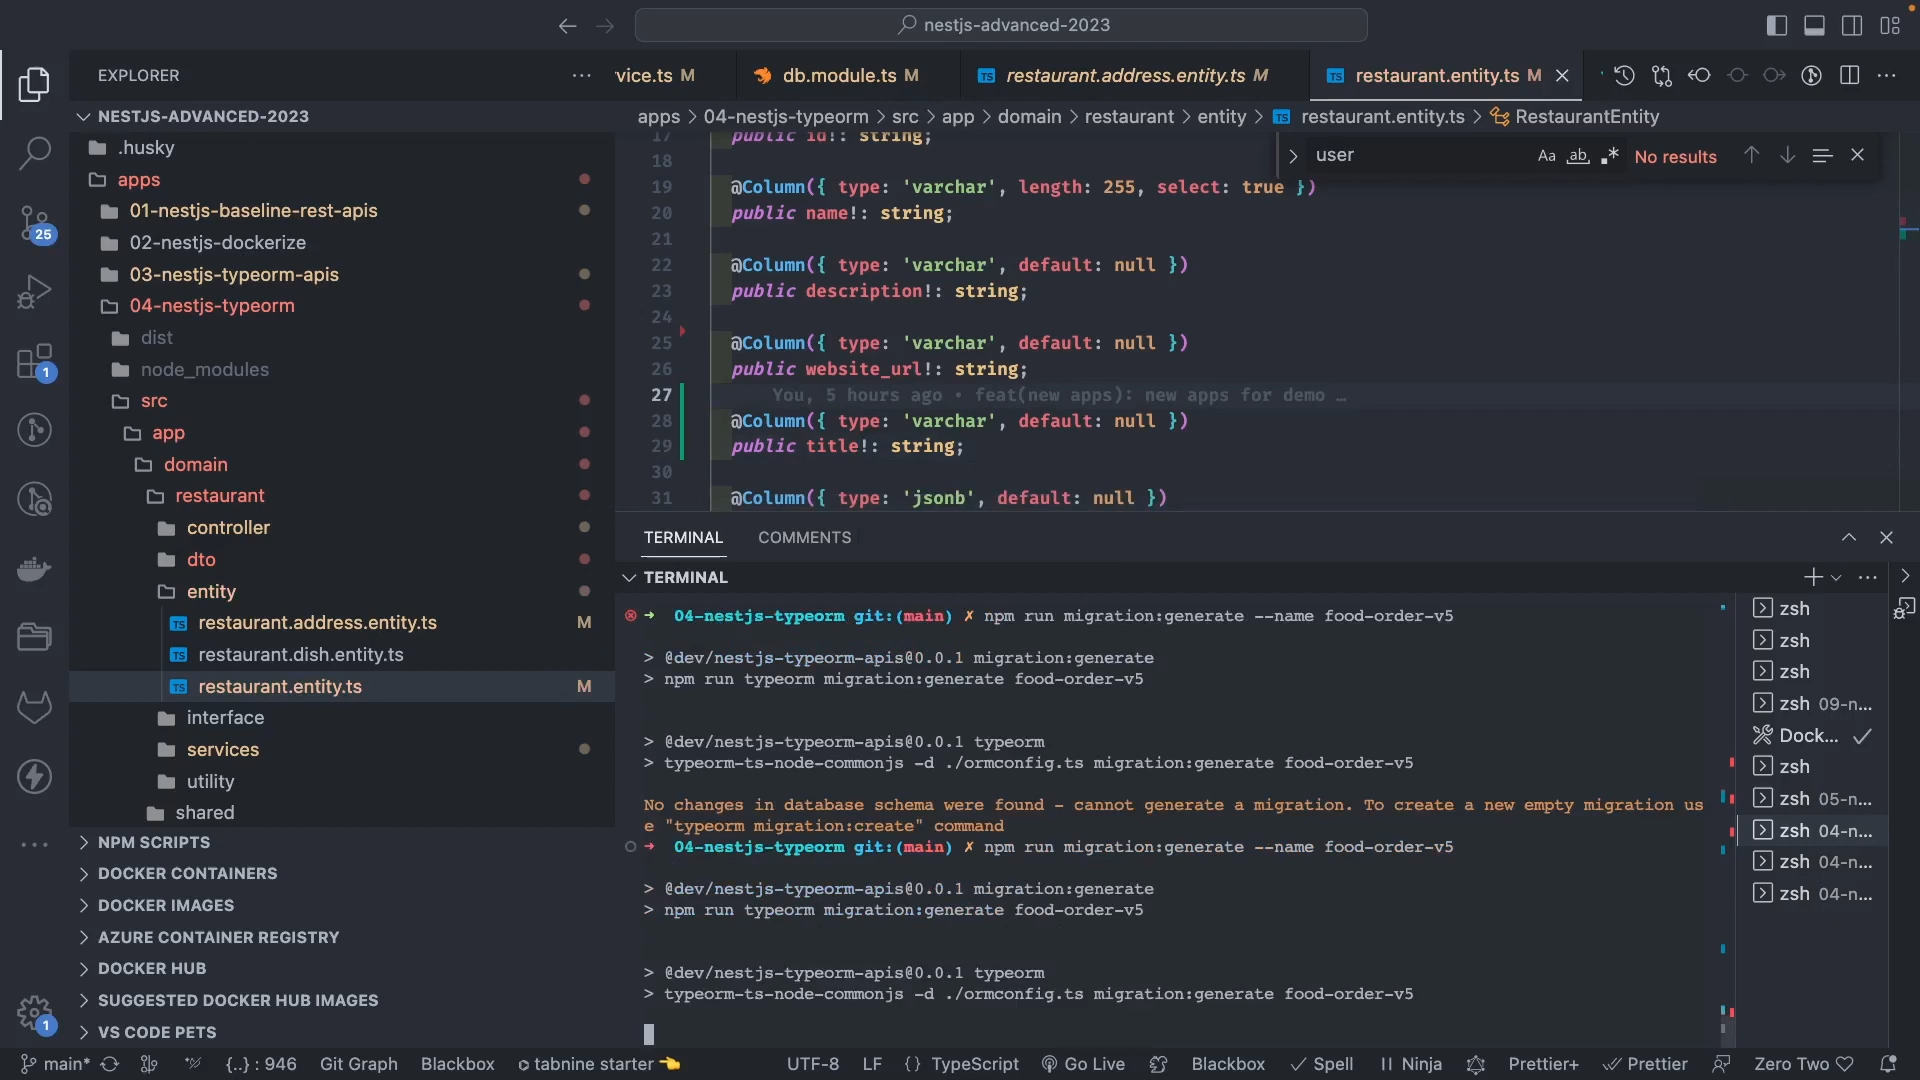 nestjs-advanced-2023
EXPLORER
vice.ts M
db.module.ts M
restaurant.address.entity.ts M
restaurant.entity.ts M
NESTJS-ADVANCED-2023
apps > 04-nestjs-typeorm > src > app > domain > restaurant > entity > TS restaurant.entity.ts > RestaurantEntity
.husky
apps
01-nestjs-baseline-rest-apis
02-nestjs-dockerize
03-nestjs-typeorm-apis
04-nestjs-typeorm
dist
node_modules
src
app
domain
restaurant
controller
dto
entity
restaurant.address.entity.ts M
restaurant.dish.entity.ts
restaurant.entity.ts M
interface
services
utility
shared
NPM SCRIPTS
DOCKER CONTAINERS
DOCKER IMAGES
AZURE CONTAINER REGISTRY
DOCKER HUB
SUGGESTED DOCKER HUB IMAGES
VS CODE PETS
25
1
1
user
Aa ab .* No results
17 public id!: string;
18
19 @Column({ type: 'varchar', length: 255, select: true })
20 public name!: string;
21
22 @Column({ type: 'varchar', default: null })
23 public description!: string;
24
25 @Column({ type: 'varchar', default: null })
26 public website_url!: string;
27 You, 5 hours ago • feat(new apps): new apps for demo …
28 @Column({ type: 'varchar', default: null })
29 public title!: string;
30
31 @Column({ type: 'jsonb', default: null })
TERMINAL
COMMENTS
TERMINAL
04-nestjs-typeorm git:(main) ✗ npm run migration:generate --name food-order-v5
> @dev/nestjs-typeorm-apis@0.0.1 migration:generate
> npm run typeorm migration:generate food-order-v5
> @dev/nestjs-typeorm-apis@0.0.1 typeorm
> typeorm-ts-node-commonjs -d ./ormconfig.ts migration:generate food-order-v5
No changes in database schema were found - cannot generate a migration. To create a new empty migration us
e "typeorm migration:create" command
04-nestjs-typeorm git:(main) ✗ npm run migration:generate --name food-order-v5
> @dev/nestjs-typeorm-apis@0.0.1 migration:generate
> npm run typeorm migration:generate food-order-v5
> @dev/nestjs-typeorm-apis@0.0.1 typeorm
> typeorm-ts-node-commonjs -d ./ormconfig.ts migration:generate food-order-v5
zsh
zsh
zsh
zsh 09-n...
Dock...
zsh
zsh 05-n...
zsh 04-n...
zsh 04-n...
zsh 04-n...
main*
{..} : 946
Git Graph
Blackbox
tabnine starter
UTF-8
LF
{} TypeScript
Go Live
Blackbox
Spell
Ninja
Prettier+
Prettier
Zero Two